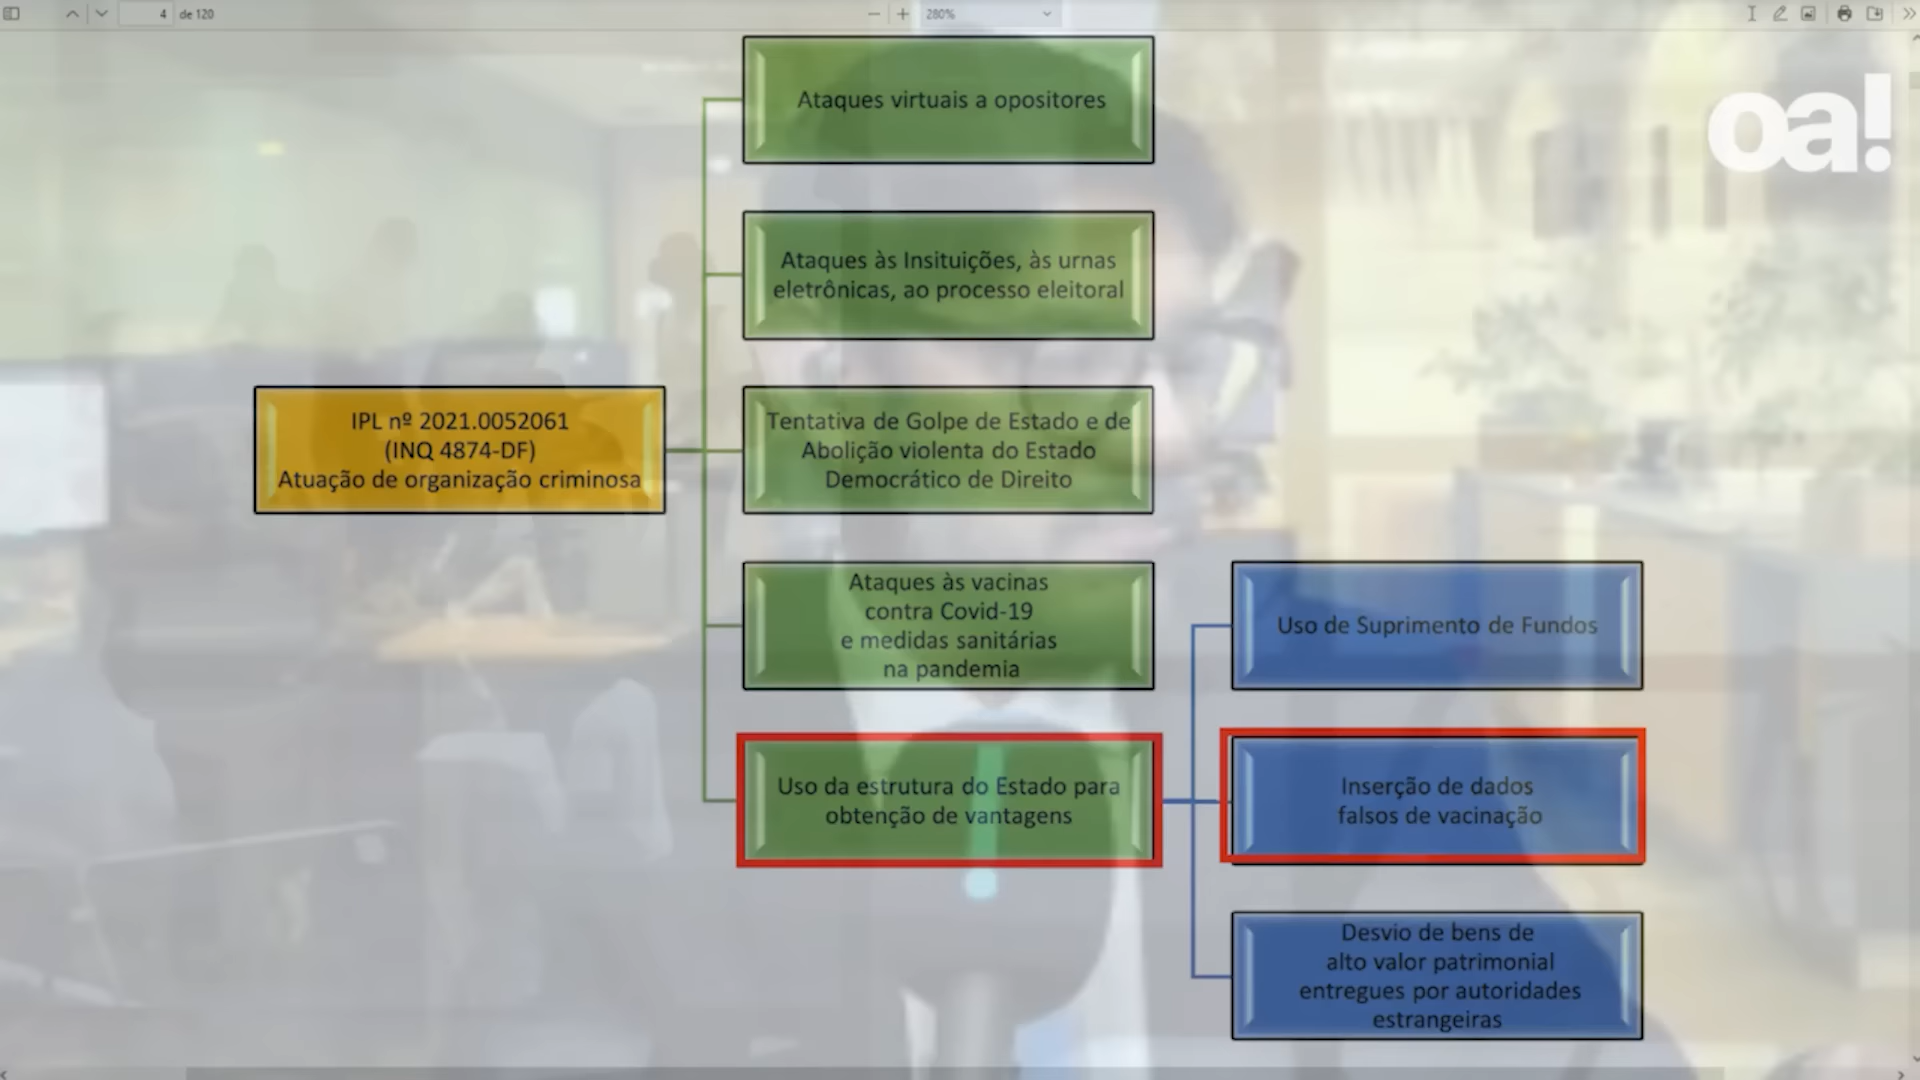 4 de 120
280%
oa!
Ataques virtuais a opositores
Ataques às Insituições, às urnas
eletrônicas, ao processo eleitoral
IPL nº 2021.0052061
(INQ 4874-DF)
Atuação de organização criminosa
Tentativa de Golpe de Estado e de
Abolição violenta do Estado
Democrático de Direito
Ataques às vacinas
contra Covid-19
e medidas sanitárias
na pandemia
Uso de Suprimento de Fundos
Uso da estrutura do Estado para
obtenção de vantagens
Inserção de dados
falsos de vacinação
Desvio de bens de
alto valor patrimonial
entregues por autoridades
estrangeiras